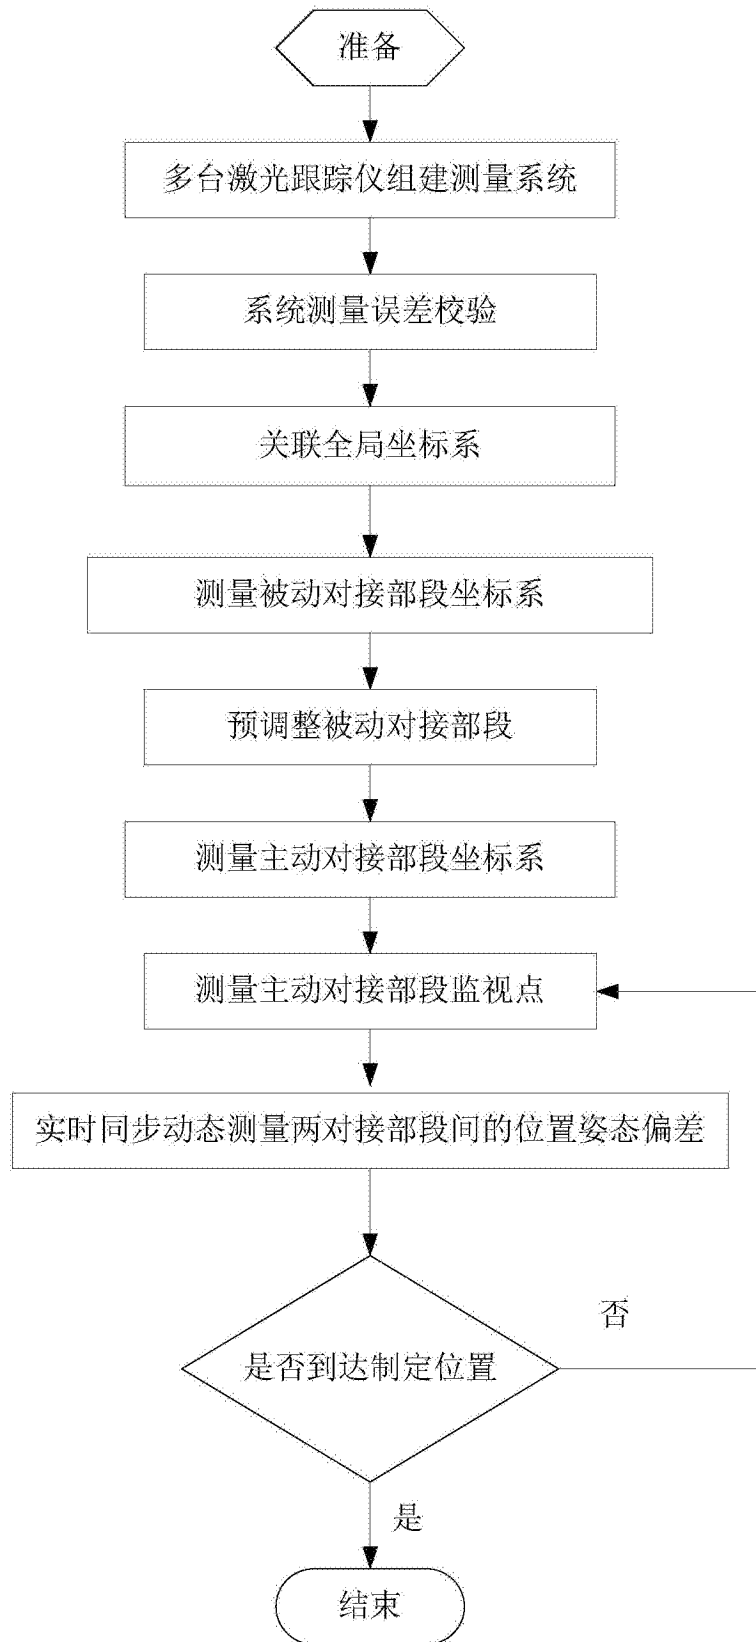 准备
多台激光跟踪仪组建测量系统
系统测量误差校验
关联全局坐标系
测量被动对接部段坐标系
预调整被动对接部段
测量主动对接部段坐标系
测量主动对接部段监视点
实时同步动态测量两对接部段间的位置姿态偏差
否
是否到达制定位置
是
结束